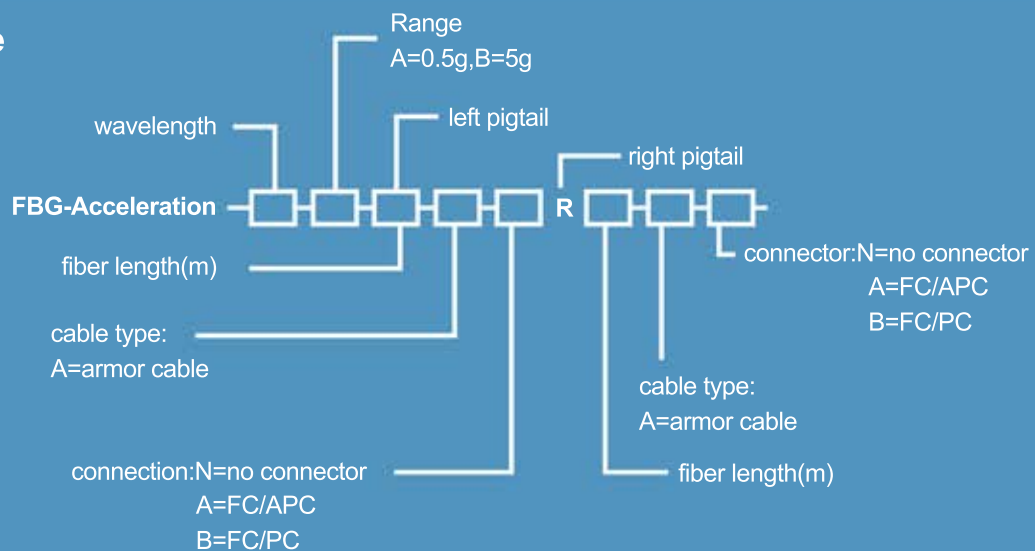 e
Range
A=0.5g,B=5g
wavelength
left pigtail
right pigtail
FBG-Acceleration
R
fiber length(m)
connector:N=no connector
A=FC/APC
B=FC/PC
cable type:
A=armor cable
cable type:
A=armor cable
connection:N=no connector
A=FC/APC
B=FC/PC
fiber length(m)